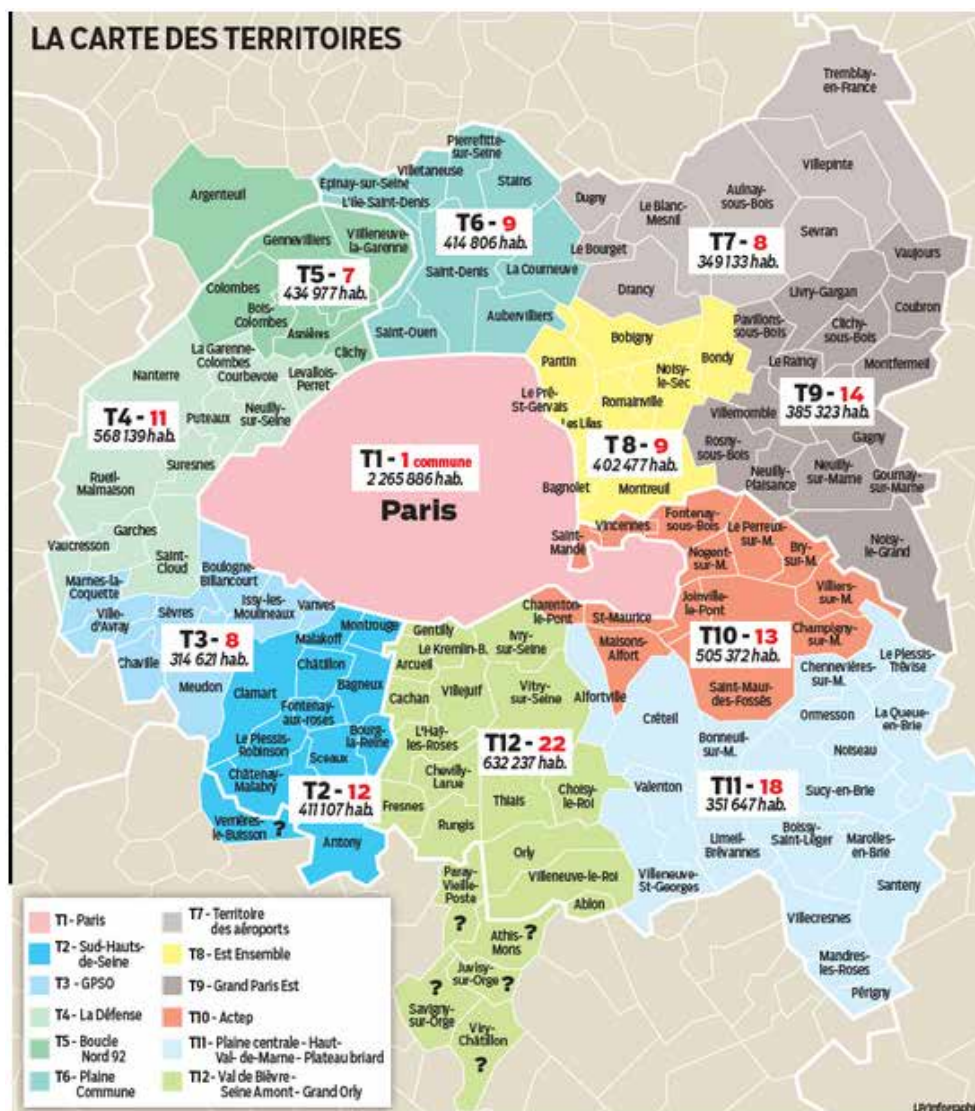 LA CARTE DES TERRITOIRES
Tremblay-
en-France
Pierrefitte-
sur-Seine
Villetaneuse
Epinay-sur-Seine
Stains
L'Ile-Saint-Denis
Argenteuil
Villepinte
Aulnay-
sous-Bois
Dugny
Le Blanc-
Mesnil
T6 - 9
414 806 hab.
Gennevilliers
Villeneuve-
la-Garenne
T7 - 8
349 133 hab.
Sevran
Le Bourget
Vaujours
T5 - 7
434 977 hab.
Saint-Denis
La Courneuve
Drancy
Livry-Gargan
Coubron
Colombes
Bois-
Colombes
Asnières
Aubervilliers
Saint-Ouen
Pavillons-
sous-Bois
Clichy-
sous-Bois
Bobigny
Bondy
Clichy
La Garenne-
Colombes
Courbevoie
Levallois-
Perret
Pantin
Noisy-
le-Sec
Le Raincy
Montfermeil
Nanterre
T4 - 11
568 139 hab.
Puteaux
Neuilly-
sur-Seine
Le Pré-
St-Gervais
Romainville
Les Lilas
Villemomble
T9 - 14
385 323 hab.
Suresnes
T1 - 1 commune
2 265 886 hab.
Paris
T8 - 9
402 477 hab.
Rosny-
sous-Bois
Gagny
Rueil-
Malmaison
Bagnolet
Montreuil
Neuilly-
Plaisance
Neuilly-
sur-Marne
Gournay-
sur-Marne
Garches
Vaucresson
Saint-
Cloud
Saint-
Mandé
Vincennes
Fontenay-
sous-Bois
Le Perreux-
sur-M.
Noisy-
le-Grand
Nogent-
sur-M.
Bry-
sur-M.
Marnes-la-
Coquette
Boulogne-
Billancourt
Ville-
d'Avray
Sèvres
Issy-les-
Moulineaux
Vanves
Charenton-
le-Pont
St-Maurice
Joinville-
le-Pont
Villiers-
sur-M.
T3 - 8
314 621 hab.
Malakoff
Montrouge
Gentilly
Le Kremlin-B.
Ivry-
sur-Seine
Maisons-
Alfort
T10 - 13
505 372 hab.
Champigny-
sur-M.
Chaville
Meudon
Châtillon
Arcueil
Le Plessis-
Trévise
Chennevières-
sur-M.
Clamart
Bagneux
Cachan
Villejuif
Vitry-
sur-Seine
Alfortville
Saint-Maur-
des-Fossés
Fontenay-
aux-roses
Créteil
Ormesson
La Queue-
en-Brie
Le Plessis-
Robinson
Bourg-
la-Reine
L'Haÿ-
les-Roses
T12 - 22
632 237 hab.
Bonneuil-
sur-M.
Noiseau
Sceaux
Châtenay-
Malabry
Chevilly-
Larue
T2 - 12
411 107 hab.
Fresnes
Thiais
Choisy-
le-Roi
Valenton
T11 - 18
351 647 hab.
Sucy-en-Brie
Verrières-
le-Buisson
?
Antony
Rungis
Limeil-
Brévannes
Boissy-
Saint-Léger
Marolles-
en-Brie
Orly
Paray-
Vieille-
Poste
?
Villeneuve-le-Roi
Villeneuve-
St-Georges
Santeny
Ablon
Villecresnes
Athis-
Mons
?
Juvisy-
sur-Orge
?
Mandres-
les-Roses
?
Savigny-
sur-Orge
Périgny
Viry-
Châtillon
?
T1 - Paris
T2 - Sud-Hauts-
de-Seine
T3 - GPSO
T4 - La Défense
T5 - Boucle
Nord 92
T6 - Plaine
Commune
T7 - Territoire
des aéroports
T8 - Est Ensemble
T9 - Grand Paris Est
T10 - Actep
T11 - Plaine centrale - Haut-
Val-de-Marne - Plateau briard
T12 - Val de Bièvre -
Seine Amont - Grand Orly